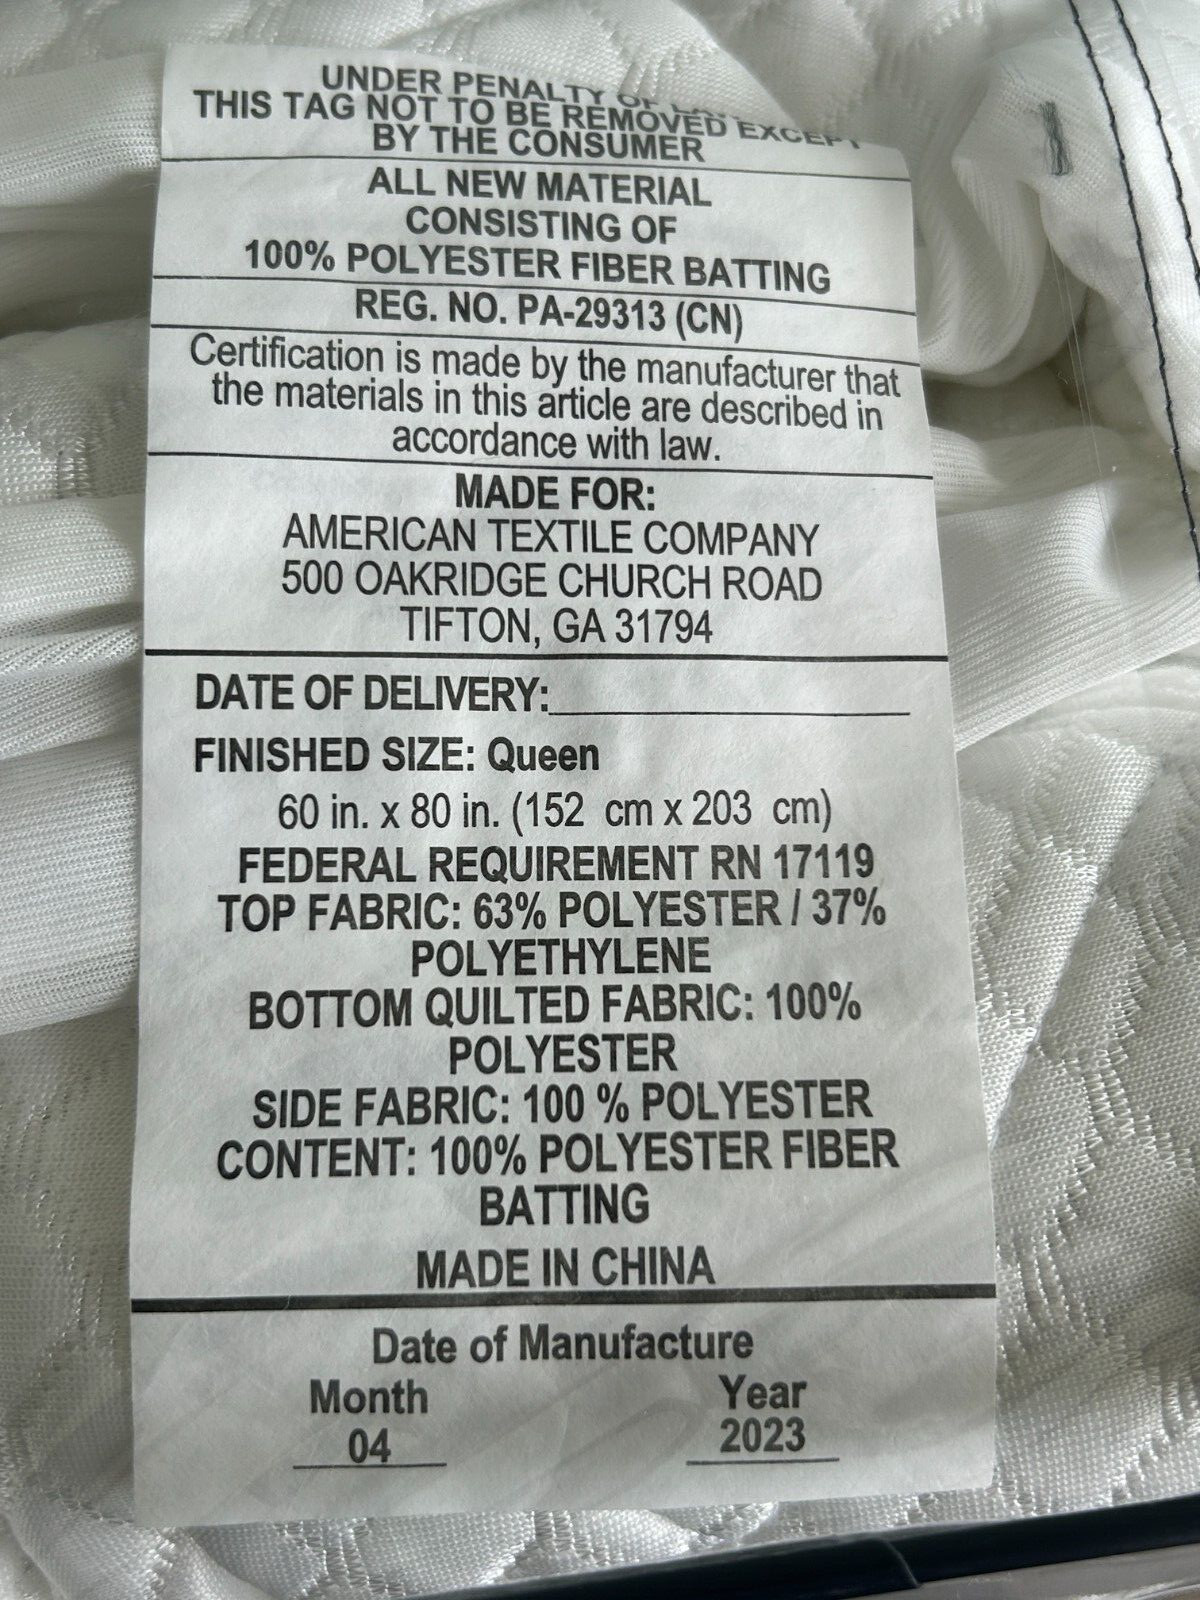 UNDER PENALTY OF LAW
THIS TAG NOT TO BE REMOVED EXCEPT
BY THE CONSUMER
ALL NEW MATERIAL
CONSISTING OF
100% POLYESTER FIBER BATTING
REG. NO. PA-29313 (CN)
Certification is made by the manufacturer that
the materials in this article are described in
accordance with law.
MADE FOR:
AMERICAN TEXTILE COMPANY
500 OAKRIDGE CHURCH ROAD
TIFTON, GA 31794
DATE OF DELIVERY:
FINISHED SIZE: Queen
60 in. x 80 in. (152 cm x 203 cm)
FEDERAL REQUIREMENT RN 17119
TOP FABRIC: 63% POLYESTER / 37%
POLYETHYLENE
BOTTOM QUILTED FABRIC: 100%
POLYESTER
SIDE FABRIC: 100 % POLYESTER
CONTENT: 100% POLYESTER FIBER
BATTING
MADE IN CHINA
Date of Manufacture
Month Year
04 2023